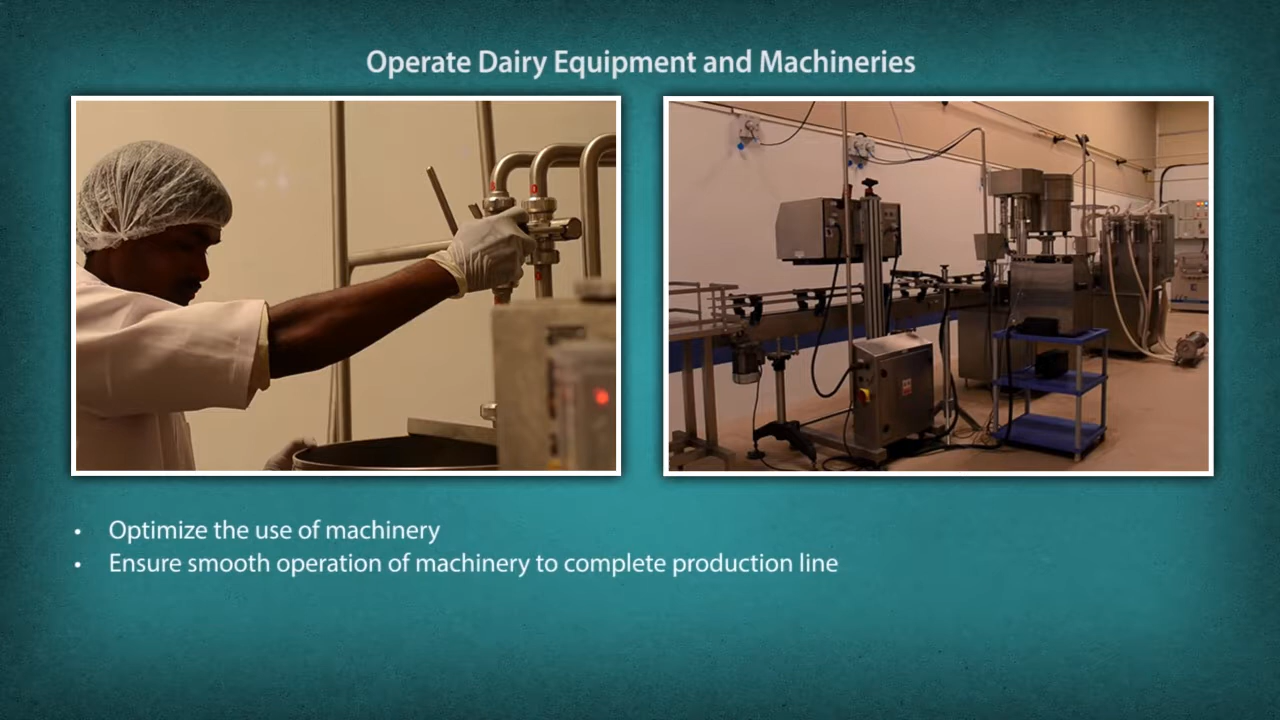 Operate Dairy Equipment and Machineries
• Optimize the use of machinery
• Ensure smooth operation of machinery to complete production line